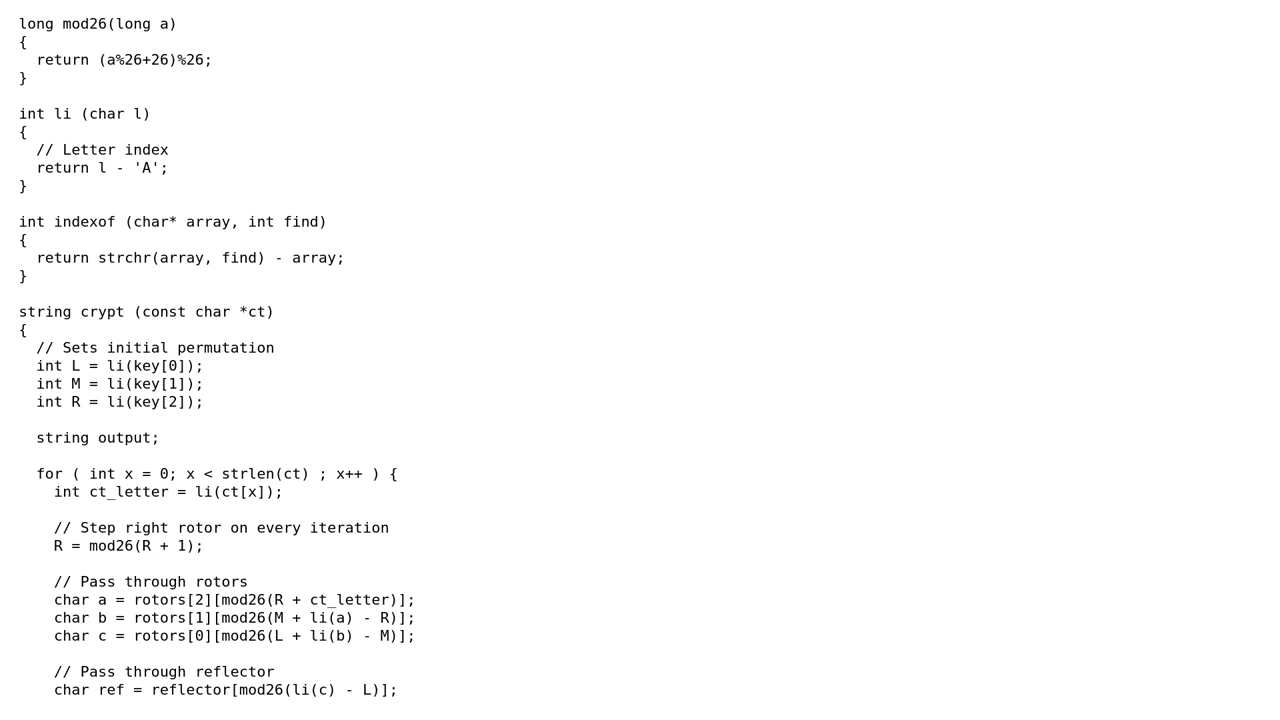 long mod26(long a)
{
  return (a%26+26)%26;
}

int li (char l)
{
  // Letter index
  return l - 'A';
}

int indexof (char* array, int find)
{
  return strchr(array, find) - array;
}

string crypt (const char *ct)
{
  // Sets initial permutation
  int L = li(key[0]);
  int M = li(key[1]);
  int R = li(key[2]);

  string output;

  for ( int x = 0; x < strlen(ct) ; x++ ) {
    int ct_letter = li(ct[x]);

    // Step right rotor on every iteration
    R = mod26(R + 1);

    // Pass through rotors
    char a = rotors[2][mod26(R + ct_letter)];
    char b = rotors[1][mod26(M + li(a) - R)];
    char c = rotors[0][mod26(L + li(b) - M)];

    // Pass through reflector
    char ref = reflector[mod26(li(c) - L)];